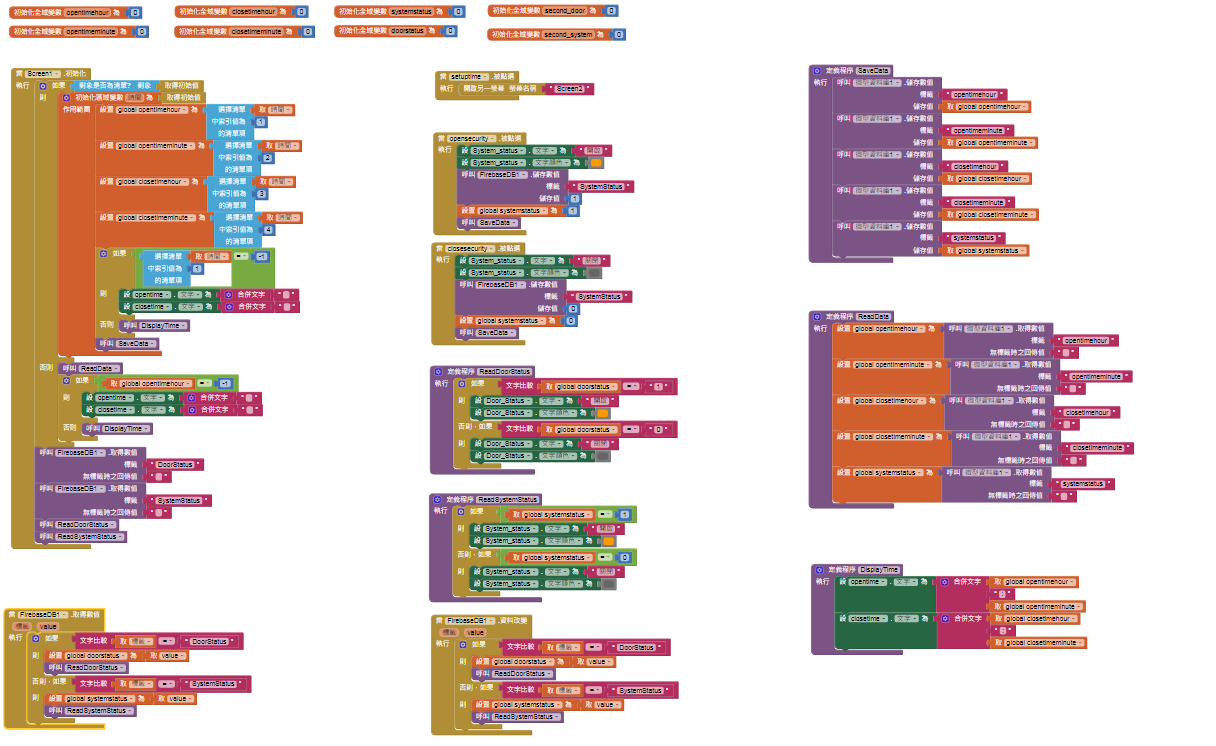 初始化全域變數 opentimehour 為 0
初始化全域變數 closetimehour 為 0
初始化全域變數 systemstatus 為 0
初始化全域變數 second_door 為 0
初始化全域變數 opentimeminute 為 0
初始化全域變數 closetimeminute 為 0
初始化全域變數 doorstatus 為 0
初始化全域變數 second_system 為 0
當 Screen1 .初始化
執行 如果 對象是否為清單? 對象 取得初始值
則 初始化區域變數 時間 為 取得初始值
作用範圍 設置 global opentimehour 為 選擇清單 取 時間
中索引值為 1
的清單項
設置 global opentimeminute 為 選擇清單 取 時間
中索引值為 2
的清單項
設置 global closetimehour 為 選擇清單 取 時間
中索引值為 3
的清單項
設置 global closetimeminute 為 選擇清單 取 時間
中索引值為 4
的清單項
如果 選擇清單 取 時間 = -1
中索引值為 1
的清單項
則 設 opentime . 文字 為 合併文字 " "
設 closetime . 文字 為 合併文字 " "
否則 呼叫 DisplayTime
呼叫 SaveData
否則 呼叫 ReadData
如果 取 global opentimehour = -1
則 設 opentime . 文字 為 合併文字 " "
設 closetime . 文字 為 合併文字 " "
否則 呼叫 DisplayTime
呼叫 FirebaseDB1 .取得數值
標籤 " DoorStatus "
無標籤時之回傳值 " "
呼叫 FirebaseDB1 .取得數值
標籤 " SystemStatus "
無標籤時之回傳值 " "
呼叫 ReadDoorStatus
呼叫 ReadSystemStatus
當 FirebaseDB1 .取得數值
標籤 value
執行 如果 文字比較 取 標籤 = " DoorStatus "
則 設置 global doorstatus 為 取 value
呼叫 ReadDoorStatus
否則,如果 文字比較 取 標籤 = " SystemStatus "
則 設置 global systemstatus 為 取 value
呼叫 ReadSystemStatus
當 setuptime .被點選
執行 開啟另一螢幕 螢幕名稱 " Screen2 "
當 opensecurity .被點選
執行 設 System_status . 文字 為 " 開啟 "
設 System_status . 文字顏色 為
呼叫 FirebaseDB1 .儲存數值
標籤 " SystemStatus "
儲存值 1
設置 global systemstatus 為 1
呼叫 SaveData
當 closesecurity .被點選
執行 設 System_status . 文字 為 " 關閉 "
設 System_status . 文字顏色 為
呼叫 FirebaseDB1 .儲存數值
標籤 " SystemStatus "
儲存值 0
設置 global systemstatus 為 0
呼叫 SaveData
定義程序 ReadDoorStatus
執行 如果 文字比較 取 global doorstatus = " 1 "
則 設 Door_Status . 文字 為 " 開啟 "
設 Door_Status . 文字顏色 為
否則,如果 文字比較 取 global doorstatus = " 0 "
則 設 Door_Status . 文字 為 " 關閉 "
設 Door_Status . 文字顏色 為
定義程序 ReadSystemStatus
執行 如果 取 global systemstatus = 1
則 設 System_status . 文字 為 " 開啟 "
設 System_status . 文字顏色 為
否則,如果 取 global systemstatus = 0
則 設 System_status . 文字 為 " 關閉 "
設 System_status . 文字顏色 為
當 FirebaseDB1 .資料改變
標籤 value
執行 如果 文字比較 取 標籤 = " DoorStatus "
則 設置 global doorstatus 為 取 value
呼叫 ReadDoorStatus
否則,如果 文字比較 取 標籤 = " SystemStatus "
則 設置 global systemstatus 為 取 value
呼叫 ReadSystemStatus
定義程序 SaveData
執行 呼叫 微型資料庫1 .儲存數值
標籤 " opentimehour "
儲存值 取 global opentimehour
呼叫 微型資料庫1 .儲存數值
標籤 " opentimeminute "
儲存值 取 global opentimeminute
呼叫 微型資料庫1 .儲存數值
標籤 " closetimehour "
儲存值 取 global closetimehour
呼叫 微型資料庫1 .儲存數值
標籤 " closetimeminute "
儲存值 取 global closetimeminute
呼叫 微型資料庫1 .儲存數值
標籤 " systemstatus "
儲存值 取 global systemstatus
定義程序 ReadData
執行 設置 global opentimehour 為 呼叫 微型資料庫1 .取得數值
標籤 " opentimehour "
無標籤時之回傳值 " "
設置 global opentimeminute 為 呼叫 微型資料庫1 .取得數值
標籤 " opentimeminute "
無標籤時之回傳值 " "
設置 global closetimehour 為 呼叫 微型資料庫1 .取得數值
標籤 " closetimehour "
無標籤時之回傳值 " "
設置 global closetimeminute 為 呼叫 微型資料庫1 .取得數值
標籤 " closetimeminute "
無標籤時之回傳值 " "
設置 global systemstatus 為 呼叫 微型資料庫1 .取得數值
標籤 " systemstatus "
無標籤時之回傳值 " "
定義程序 DisplayTime
執行 設 opentime . 文字 為 合併文字 取 global opentimehour
" : "
取 global opentimeminute
設 closetime . 文字 為 合併文字 取 global closetimehour
" : "
取 global closetimeminute